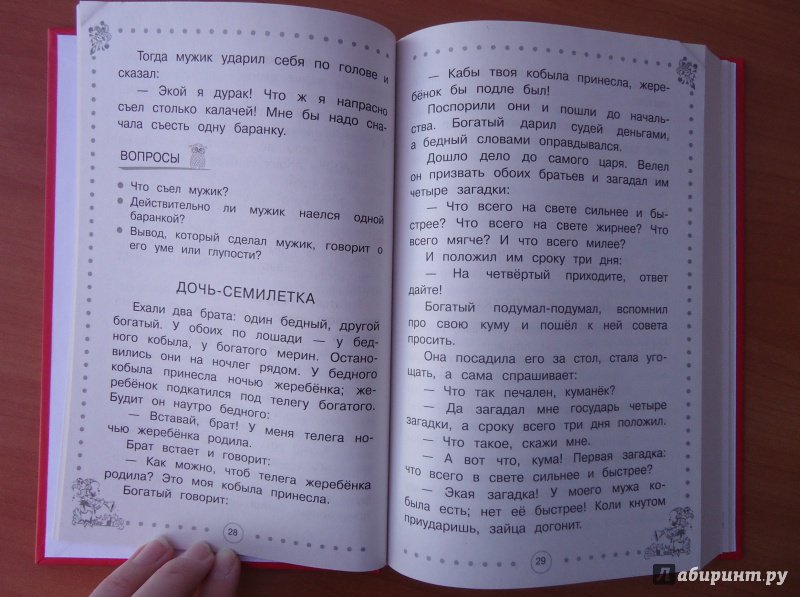 Тогда мужик ударил себя по голове и
сказал:
— Экой я дурак! Что ж я напрасно
съел столько калачей! Мне бы надо сна-
чала съесть одну баранку.
ВОПРОСЫ
Что съел мужик?
Действительно ли мужик наелся одной
баранкой?
Вывод, который сделал мужик, говорит о
его уме или глупости?
ДОЧЬ-СЕМИЛЕТКА
Ехали два брата: один бедный, другой
богатый. У обоих по лошади — у бед-
ного кобыла, у богатого мерин. Остано-
вились они на ночлег рядом. У бедного
кобыла принесла ночью жеребёнка; же-
ребёнок подкатился под телегу богатого.
Будит он наутро бедного:
— Вставай, брат! У меня телега но-
чью жеребёнка родила.
Брат встает и говорит:
— Как можно, чтоб телега жеребёнка
родила? Это моя кобыла принесла.
Богатый говорит:
28
— Кабы твоя кобыла принесла, жере-
бёнок бы подле был!
Поспорили они и пошли до началь-
ства. Богатый дарил судей деньгами,
а бедный словами оправдывался.
Дошло дело до самого царя. Велел
он призвать обоих братьев и загадал им
четыре загадки:
— Что всего на свете сильнее и бы-
стрее? Что всего на свете жирнее? Что
всего мягче? И что всего милее?
И положил им сроку три дня:
— На четвёртый приходите, ответ
дайте!
Богатый подумал-подумал, вспомнил
про свою куму и пошёл к ней совета
просить.
Она посадила его за стол, стала уго-
щать, а сама спрашивает:
— Что так печален, куманёк?
— Да загадал мне государь четыре
загадки, а сроку всего три дня положил.
— Что такое, скажи мне.
— А вот что, кума! Первая загадка:
что всего в свете сильнее и быстрее?
— Экая загадка! У моего мужа ко-
была есть; нет её быстрее! Коли кнутом
приударишь, зайца догонит.
29
Лабиринт.ру